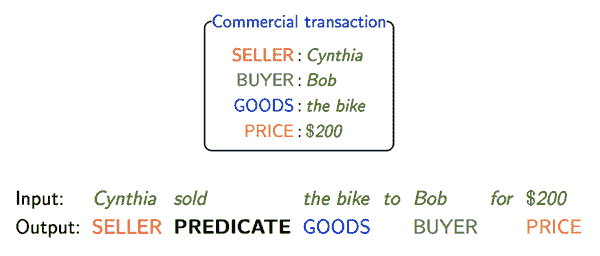 Commercial transaction
SELLER : Cynthia
BUYER : Bob
GOODS : the bike
PRICE : $200
Input: Cynthia sold the bike to Bob for $200
Output: SELLER PREDICATE GOODS BUYER PRICE